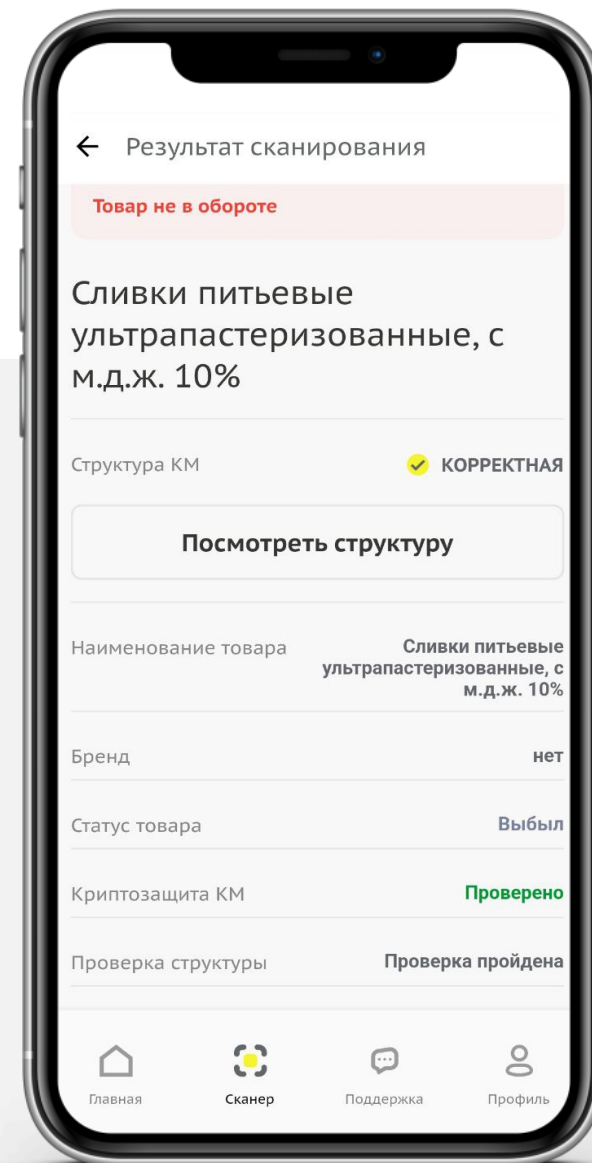 Результат сканирования
Товар не в обороте
Сливки питьевые
ультрапастеризованные, с
м.д.ж. 10%
Структура КМ КОРРЕКТНАЯ
Посмотреть структуру
Наименование товара Сливки питьевые
ультрапастеризованные, с
м.д.ж. 10%
Бренд нет
Статус товара Выбыл
Криптозащита КМ Проверено
Проверка структуры Проверка пройдена
Главная Сканер Поддержка Профиль